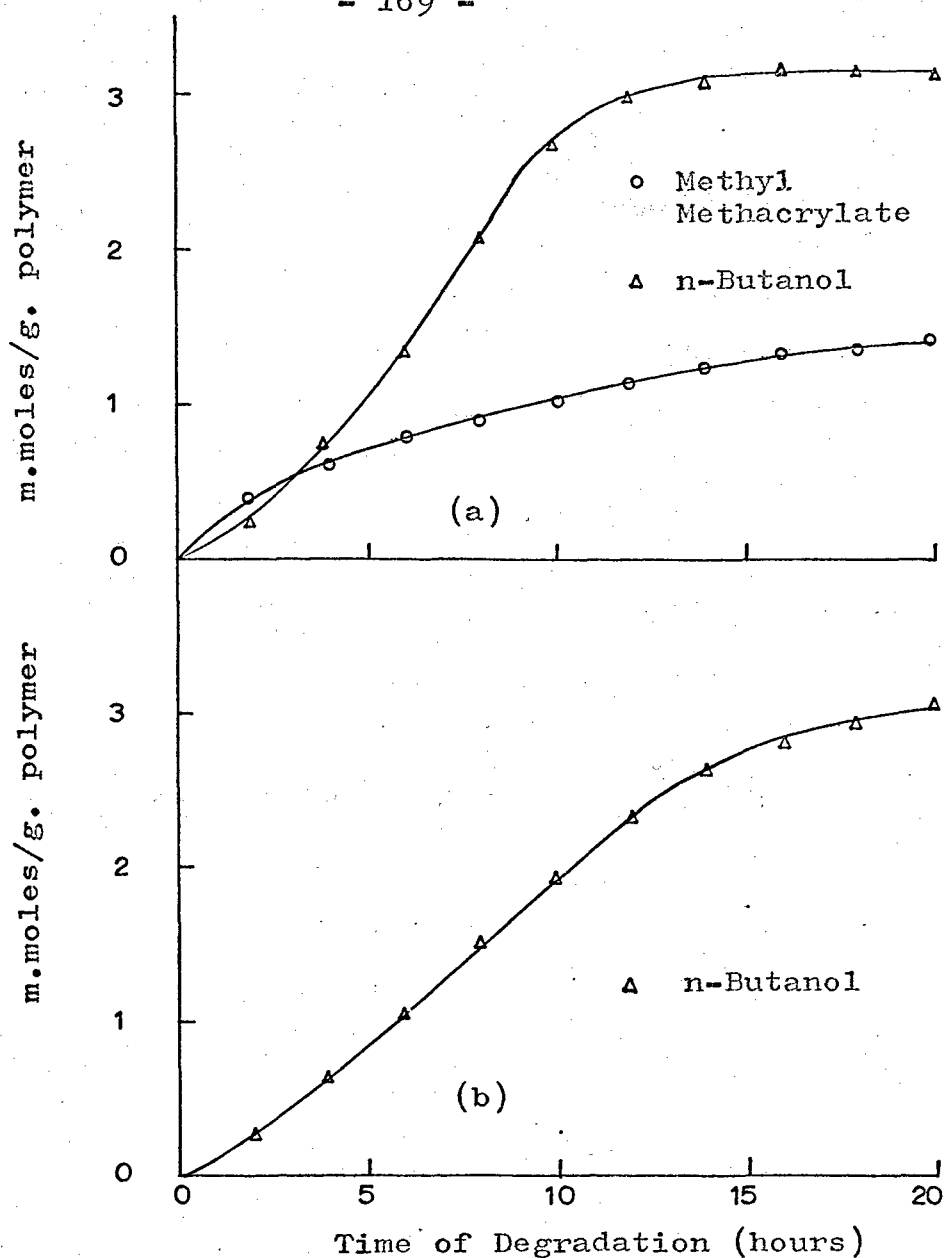 - 169 -
3
2
1
0
m.moles/g. polymer
○ Methyl
Methacrylate
△ n-Butanol
(a)
3
2
1
0
m.moles/g. polymer
△ n-Butanol
(b)
0 5 10 15 20
Time of Degradation (hours)